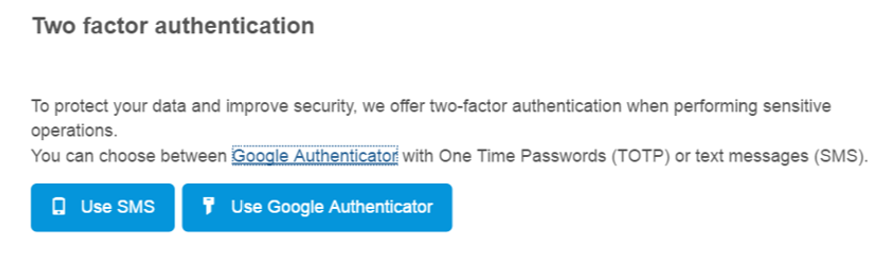 Two factor authentication
To protect your data and improve security, we offer two-factor authentication when performing sensitive
operations.
You can choose between Google Authenticator with One Time Passwords (TOTP) or text messages (SMS).
Use SMS Use Google Authenticator